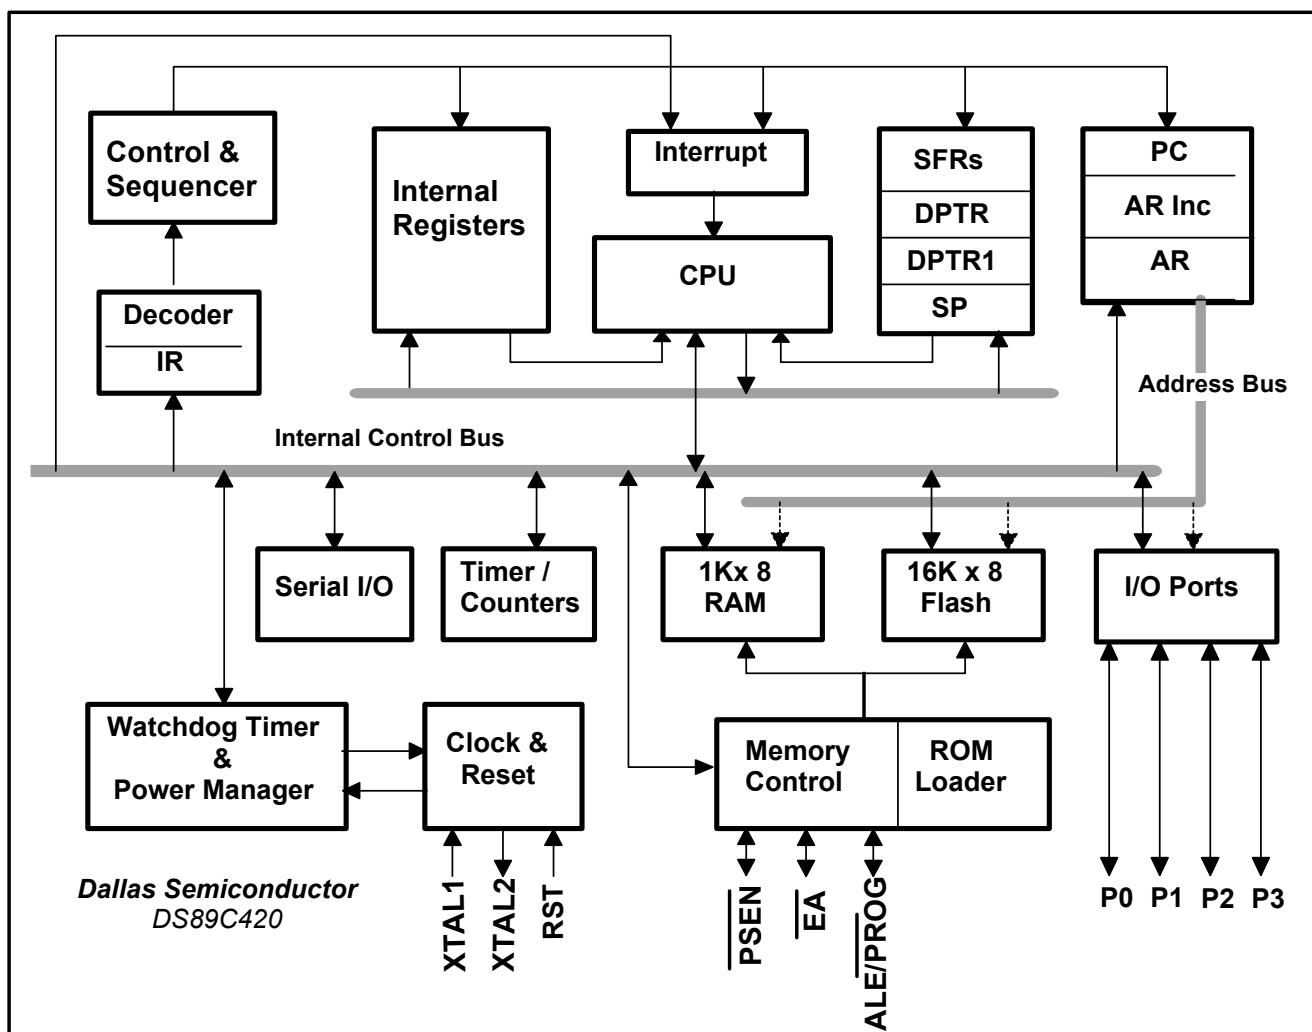 Control &
Sequencer
Internal
Registers
Interrupt
CPU
SFRs
DPTR
DPTR1
SP
PC
AR Inc
AR
Decoder
IR
Address Bus
Internal Control Bus
Serial I/O
Timer /
Counters
1Kx 8
RAM
16K x 8
Flash
I/O Ports
Watchdog Timer
&
Power Manager
Clock &
Reset
Memory
Control
ROM
Loader
XTAL1
XTAL2
RST
PSEN
EA
ALE/PROG
P0
P1
P2
P3
Dallas Semiconductor
DS89C420